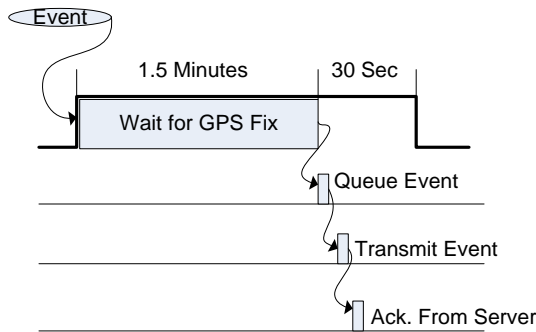 Event
1.5 Minutes
30 Sec
Wait for GPS Fix
Queue Event
Transmit Event
Ack. From Server